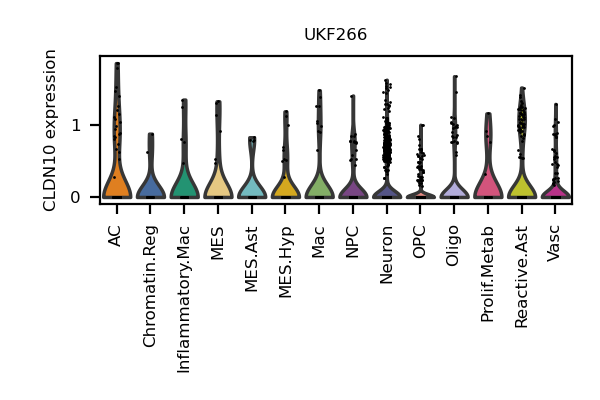 UKF266
CLDN10 expression
1
0
AC
Chromatin.Reg
Inflammatory.Mac
MES
MES.Ast
MES.Hyp
Mac
NPC
Neuron
OPC
Oligo
Prolif.Metab
Reactive.Ast
Vasc